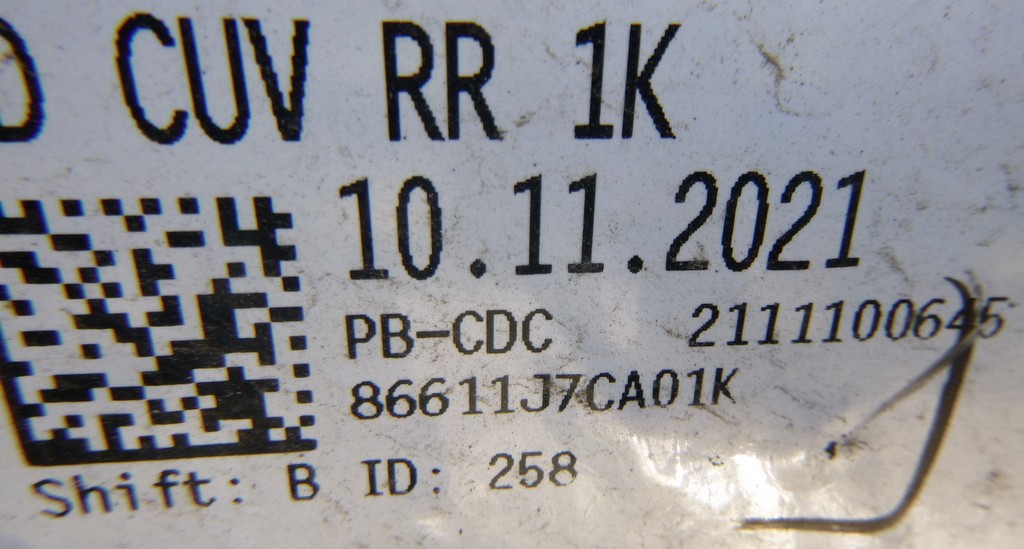 D CUV RR 1K
10.11.2021
PB-CDC 2111100645
86611J7CA01K
Shift: B ID: 258